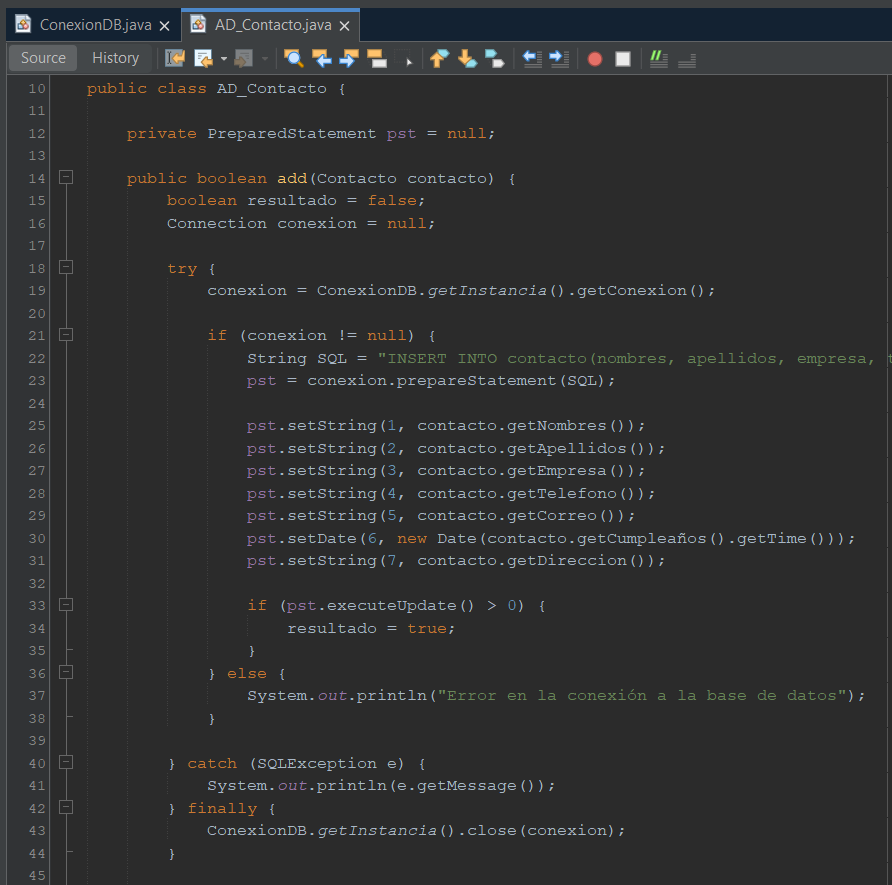 ConexionDB.java × AD_Contacto.java ×
Source History
10 public class AD_Contacto {
11
12 private PreparedStatement pst = null;
13
14 public boolean add(Contacto contacto) {
15 boolean resultado = false;
16 Connection conexion = null;
17
18 try {
19 conexion = ConexionDB.getInstancia().getConexion();
20
21 if (conexion != null) {
22 String SQL = "INSERT INTO contacto(nombres, apellidos, empresa,
23 pst = conexion.prepareStatement(SQL);
24
25 pst.setString(1, contacto.getNombres());
26 pst.setString(2, contacto.getApellidos());
27 pst.setString(3, contacto.getEmpresa());
28 pst.setString(4, contacto.getTelefono());
29 pst.setString(5, contacto.getCorreo());
30 pst.setDate(6, new Date(contacto.getCumpleaños().getTime()));
31 pst.setString(7, contacto.getDireccion());
32
33 if (pst.executeUpdate() > 0) {
34 resultado = true;
35 }
36 } else {
37 System.out.println("Error en la conexión a la base de datos");
38 }
39
40 } catch (SQLException e) {
41 System.out.println(e.getMessage());
42 } finally {
43 ConexionDB.getInstancia().close(conexion);
44 }
45